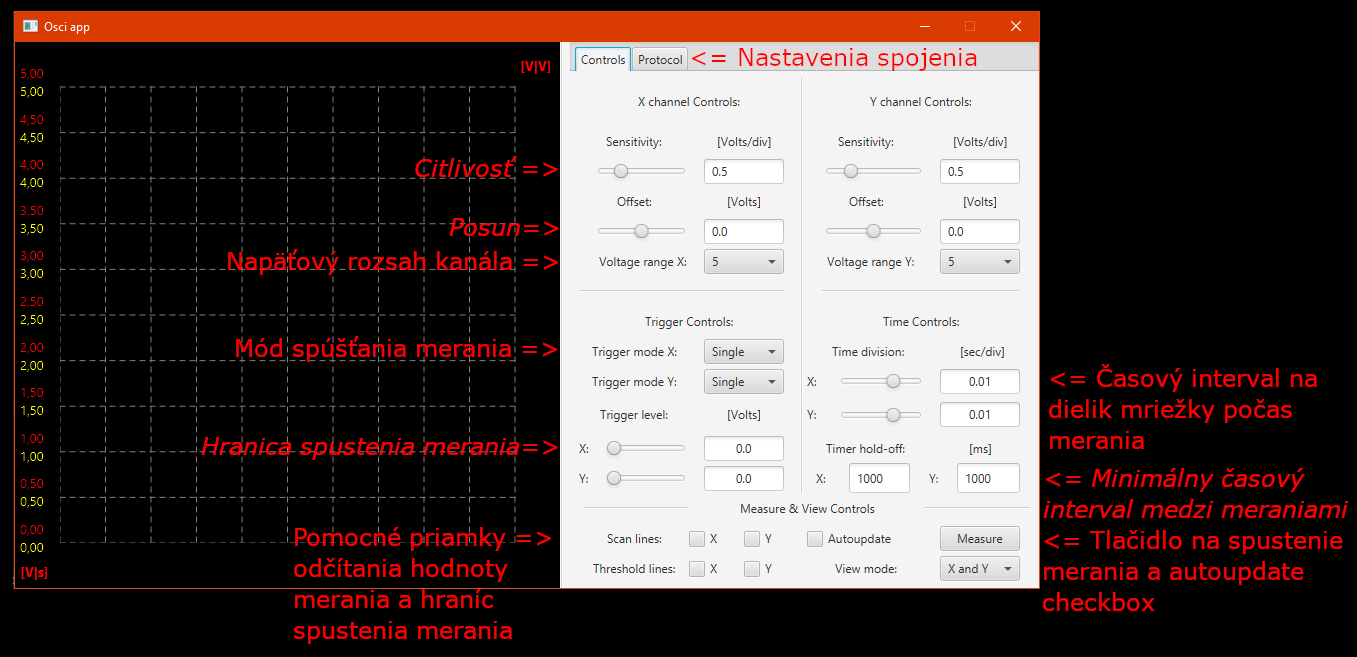 Osci app
Controls Protocol <= Nastavenia spojenia
[V|V]
5,00
5,00
4,50
4,50
4,00
4,00
3,50
3,50
3,00
3,00
2,50
2,50
2,00
2,00
1,50
1,50
1,00
1,00
0,50
0,50
0,00
0,00
[V|s]
Citlivosť =>
Posun=>
Napäťový rozsah kanála =>
Mód spúšťania merania =>
Hranica spustenia merania=>
Pomocné priamky =>
odčítania hodnoty
merania a hraníc
spustenia merania
X channel Controls:
Sensitivity: [Volts/div]
0.5
Offset: [Volts]
0.0
Voltage range X: 5
Y channel Controls:
Sensitivity: [Volts/div]
0.5
Offset: [Volts]
0.0
Voltage range Y: 5
Trigger Controls:
Trigger mode X: Single
Trigger mode Y: Single
Trigger level: [Volts]
X: 0.0
Y: 0.0
Time Controls:
Time division: [sec/div]
X: 0.01
Y: 0.01
Timer hold-off: [ms]
X: 1000 Y: 1000
Measure & View Controls
Scan lines: X Y Autoupdate Measure
Threshold lines: X Y View mode: X and Y
<= Časový interval na
dielik mriežky počas
merania
<= Minimálny časový
interval medzi meraniami
<= Tlačidlo na spustenie
merania a autoupdate
checkbox